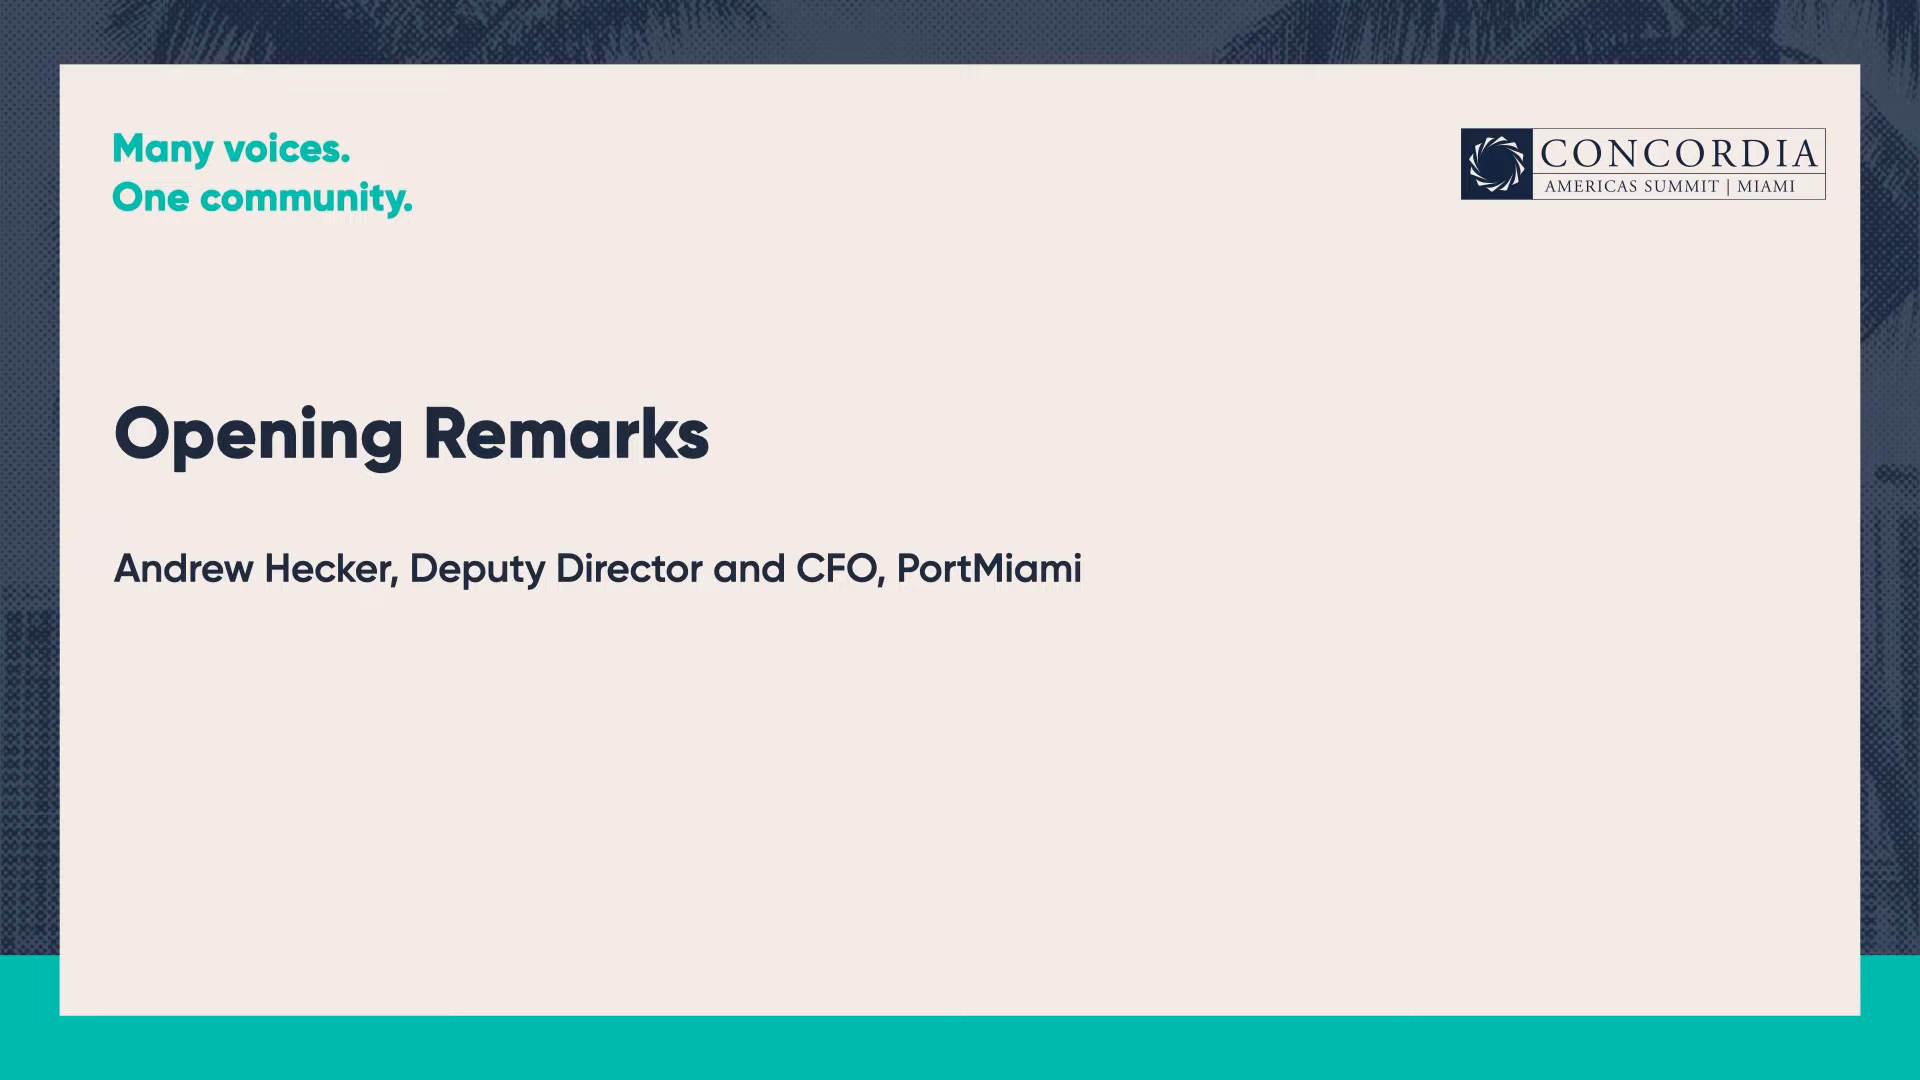 Many voices.
One community.
CONCORDIA
AMERICAS SUMMIT | MIAMI
Opening Remarks
Andrew Hecker, Deputy Director and CFO, PortMiami